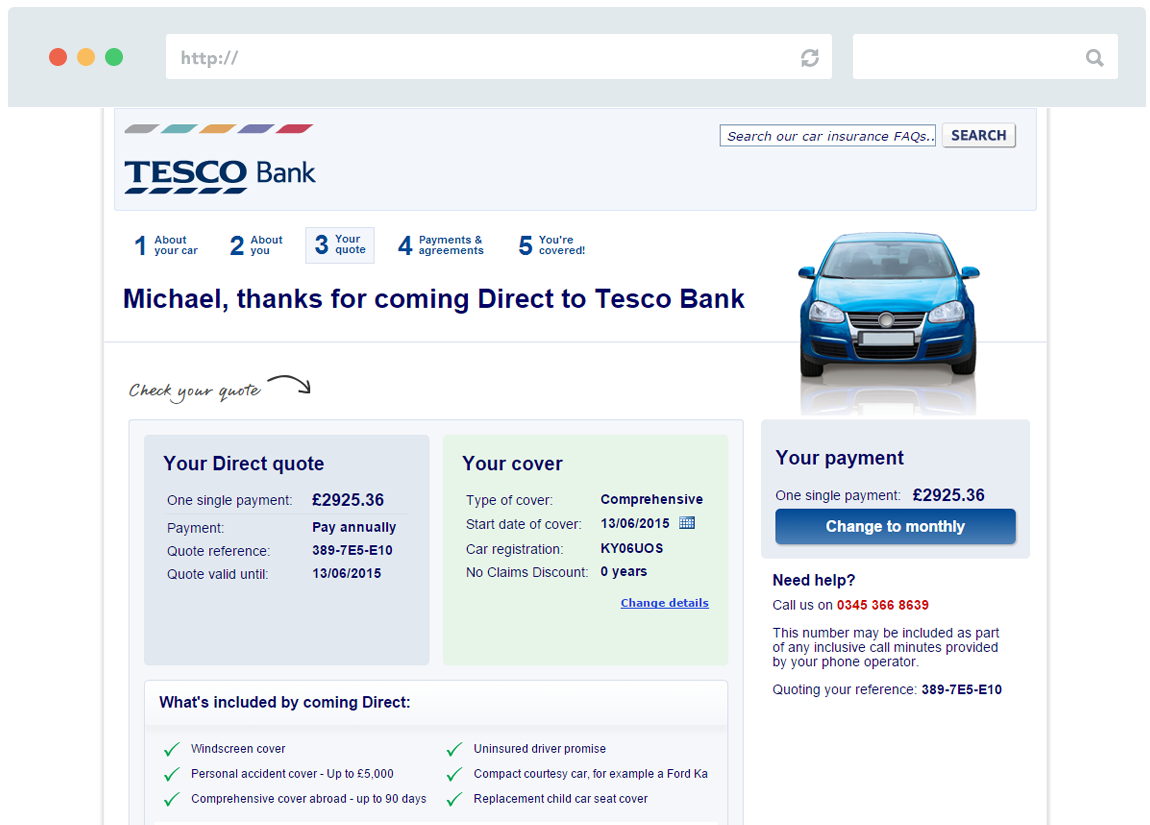 http://
TESCO Bank
Search our car insurance FAQs..
SEARCH
1 About your car
2 About you
3 Your quote
4 Payments & agreements
5 You're covered!
Michael, thanks for coming Direct to Tesco Bank
Check your quote
Your Direct quote
One single payment: £2925.36
Payment: Pay annually
Quote reference: 389-7E5-E10
Quote valid until: 13/06/2015
Your cover
Type of cover: Comprehensive
Start date of cover: 13/06/2015
Car registration: KY06UOS
No Claims Discount: 0 years
Change details
Your payment
One single payment: £2925.36
Change to monthly
Need help?
Call us on 0345 366 8639
This number may be included as part
of any inclusive call minutes provided
by your phone operator.
Quoting your reference: 389-7E5-E10
What's included by coming Direct:
Windscreen cover
Personal accident cover - Up to £5,000
Comprehensive cover abroad - up to 90 days
Uninsured driver promise
Compact courtesy car, for example a Ford Ka
Replacement child car seat cover